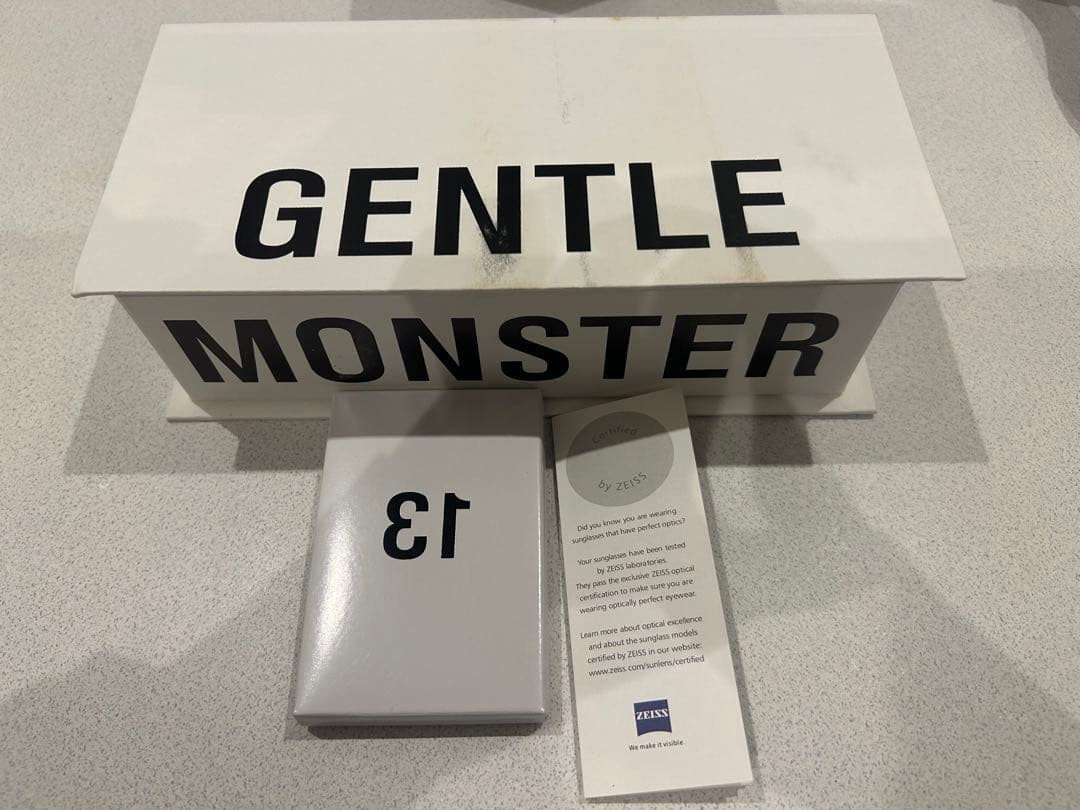 GENTLE
MONSTER
13
Certified
by ZEISS
Did you know you are wearing
sunglasses that have perfect optics?
Your sunglasses have been tested
by ZEISS laboratories.
They pass the exclusive ZEISS optical
certification to make sure you are
wearing optically perfect eyewear.
Learn more about optical excellence
and about the sunglass models
certified by ZEISS in our website:
www.zeiss.com/sunlens/certified
ZEISS
We make it visible.